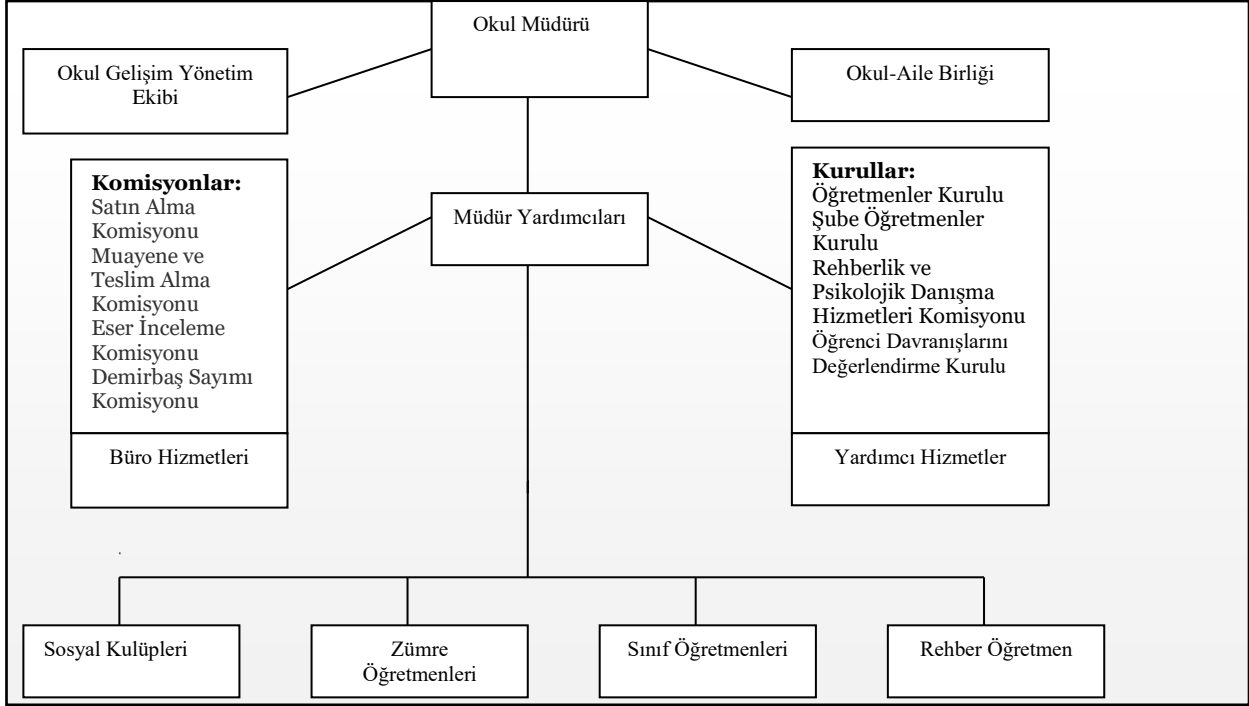 Okul Müdürü
Okul Gelişim Yönetim
Ekibi
Okul-Aile Birliği
Komisyonlar:
Satın Alma
Komisyonu
Muayene ve
Teslim Alma
Komisyonu
Eser İnceleme
Komisyonu
Demirbaş Sayımı
Komisyonu
Müdür Yardımcıları
Kurullar:
Öğretmenler Kurulu
Şube Öğretmenler
Kurulu
Rehberlik ve
Psikolojik Danışma
Hizmetleri Komisyonu
Öğrenci Davranışlarını
Değerlendirme Kurulu
Büro Hizmetleri
Yardımcı Hizmetler
Sosyal Kulüpleri
Zümre
Öğretmenleri
Sınıf Öğretmenleri
Rehber Öğretmen